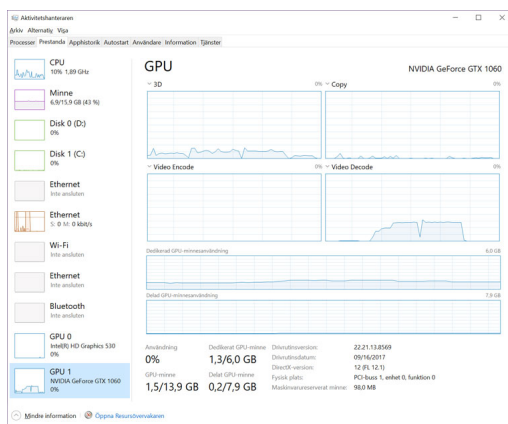 Aktivitetshanteraren
Arkiv Alternativ Visa
Processer Prestanda Apphistorik Autostart Användare Information Tjänster
CPU
10% 1,89 GHz
Minne
6,9/15,9 GB (43 %)
Disk 0 (D:)
0%
Disk 1 (C:)
0%
Ethernet
Inte ansluten
Ethernet
S: 0 M: 0 kbit/s
Wi-Fi
Inte ansluten
Ethernet
Inte ansluten
Bluetooth
Inte ansluten
GPU 0
Intel(R) HD Graphics 530
0%
GPU 1
NVIDIA GeForce GTX 1060
0%
GPU NVIDIA GeForce GTX 1060
3D 0% Copy 0%
Video Encode 0% Video Decode 0%
Dedikerad GPU-minnesanvändning 6,0 GB
Delad GPU-minnesanvändning 7,9 GB
Användning
0%
Dedikerat GPU-minne
1,3/6,0 GB
GPU-minne
1,5/13,9 GB
Delat GPU-minne
0,2/7,9 GB
Drivrutinsversion: 22.21.13.8569
Drivrutinsdatum: 09/16/2017
DirectX-version: 12 (FL 12.1)
Fysisk plats: PCI-buss 1, enhet 0, funktion 0
Maskinvarureserverat minne: 98,0 MB
Mindre information Öppna Resursövervakaren